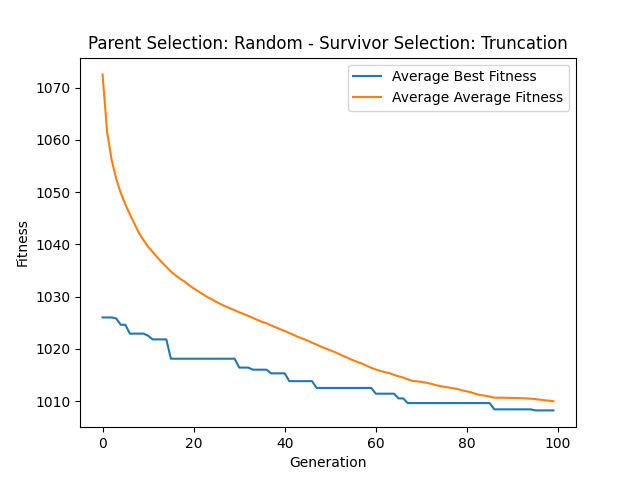 Parent Selection: Random - Survivor Selection: Truncation
Average Best Fitness
Average Average Fitness
Fitness
1070
1060
1050
1040
1030
1020
1010
0 20 40 60 80 100
Generation